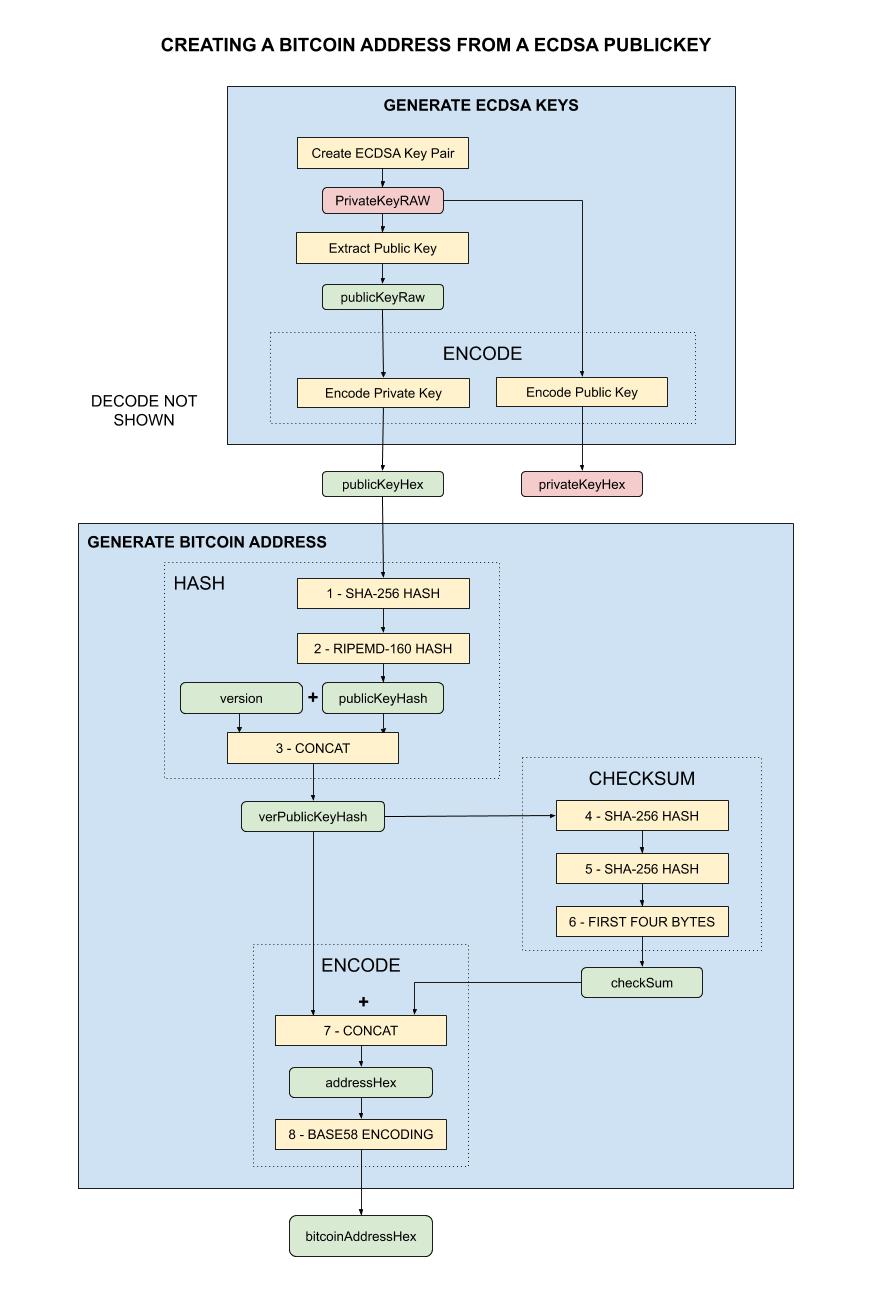 CREATING A BITCOIN ADDRESS FROM A ECDSA PUBLICKEY
GENERATE ECDSA KEYS
Create ECDSA Key Pair
PrivateKeyRAW
Extract Public Key
publicKeyRaw
ENCODE
Encode Private Key
Encode Public Key
DECODE NOT
SHOWN
publicKeyHex
privateKeyHex
GENERATE BITCOIN ADDRESS
HASH
1 - SHA-256 HASH
2 - RIPEMD-160 HASH
version
+
publicKeyHash
3 - CONCAT
verPublicKeyHash
CHECKSUM
4 - SHA-256 HASH
5 - SHA-256 HASH
6 - FIRST FOUR BYTES
checkSum
ENCODE
+
7 - CONCAT
addressHex
8 - BASE58 ENCODING
bitcoinAddressHex